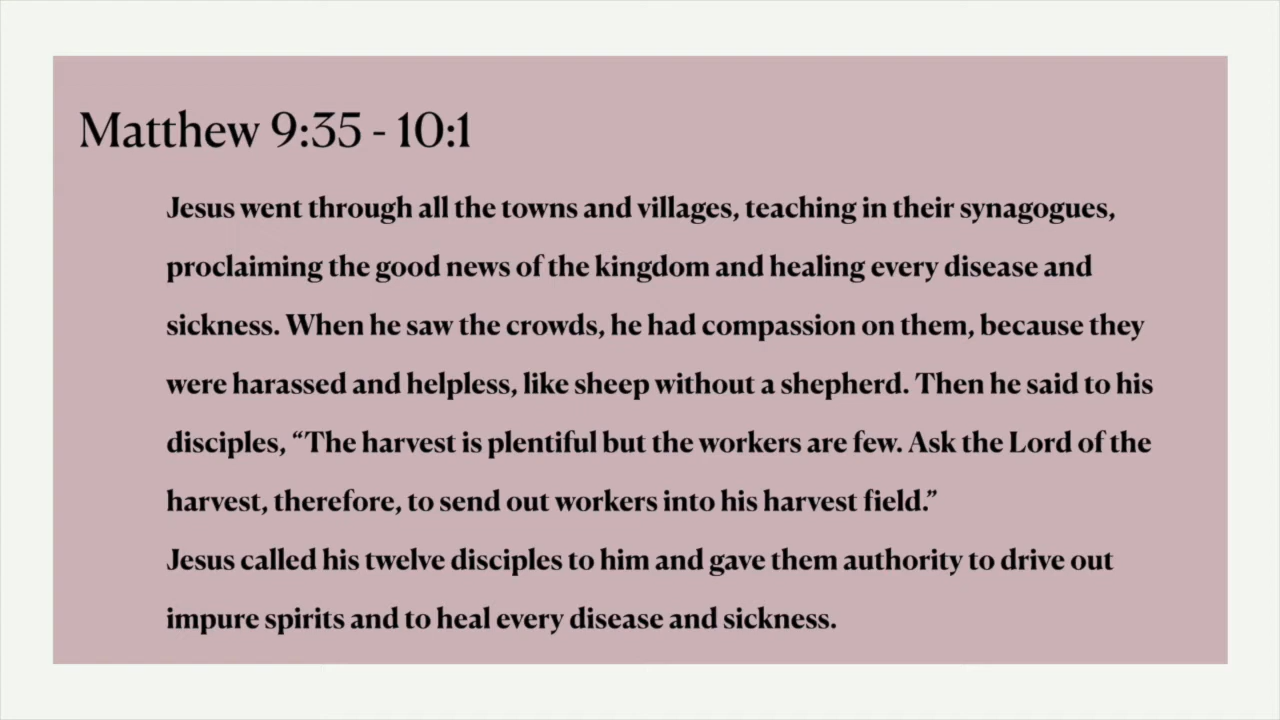 Matthew 9:35 - 10:1
Jesus went through all the towns and villages, teaching in their synagogues,
proclaiming the good news of the kingdom and healing every disease and
sickness. When he saw the crowds, he had compassion on them, because they
were harassed and helpless, like sheep without a shepherd. Then he said to his
disciples, “The harvest is plentiful but the workers are few. Ask the Lord of the
harvest, therefore, to send out workers into his harvest field.”
Jesus called his twelve disciples to him and gave them authority to drive out
impure spirits and to heal every disease and sickness.